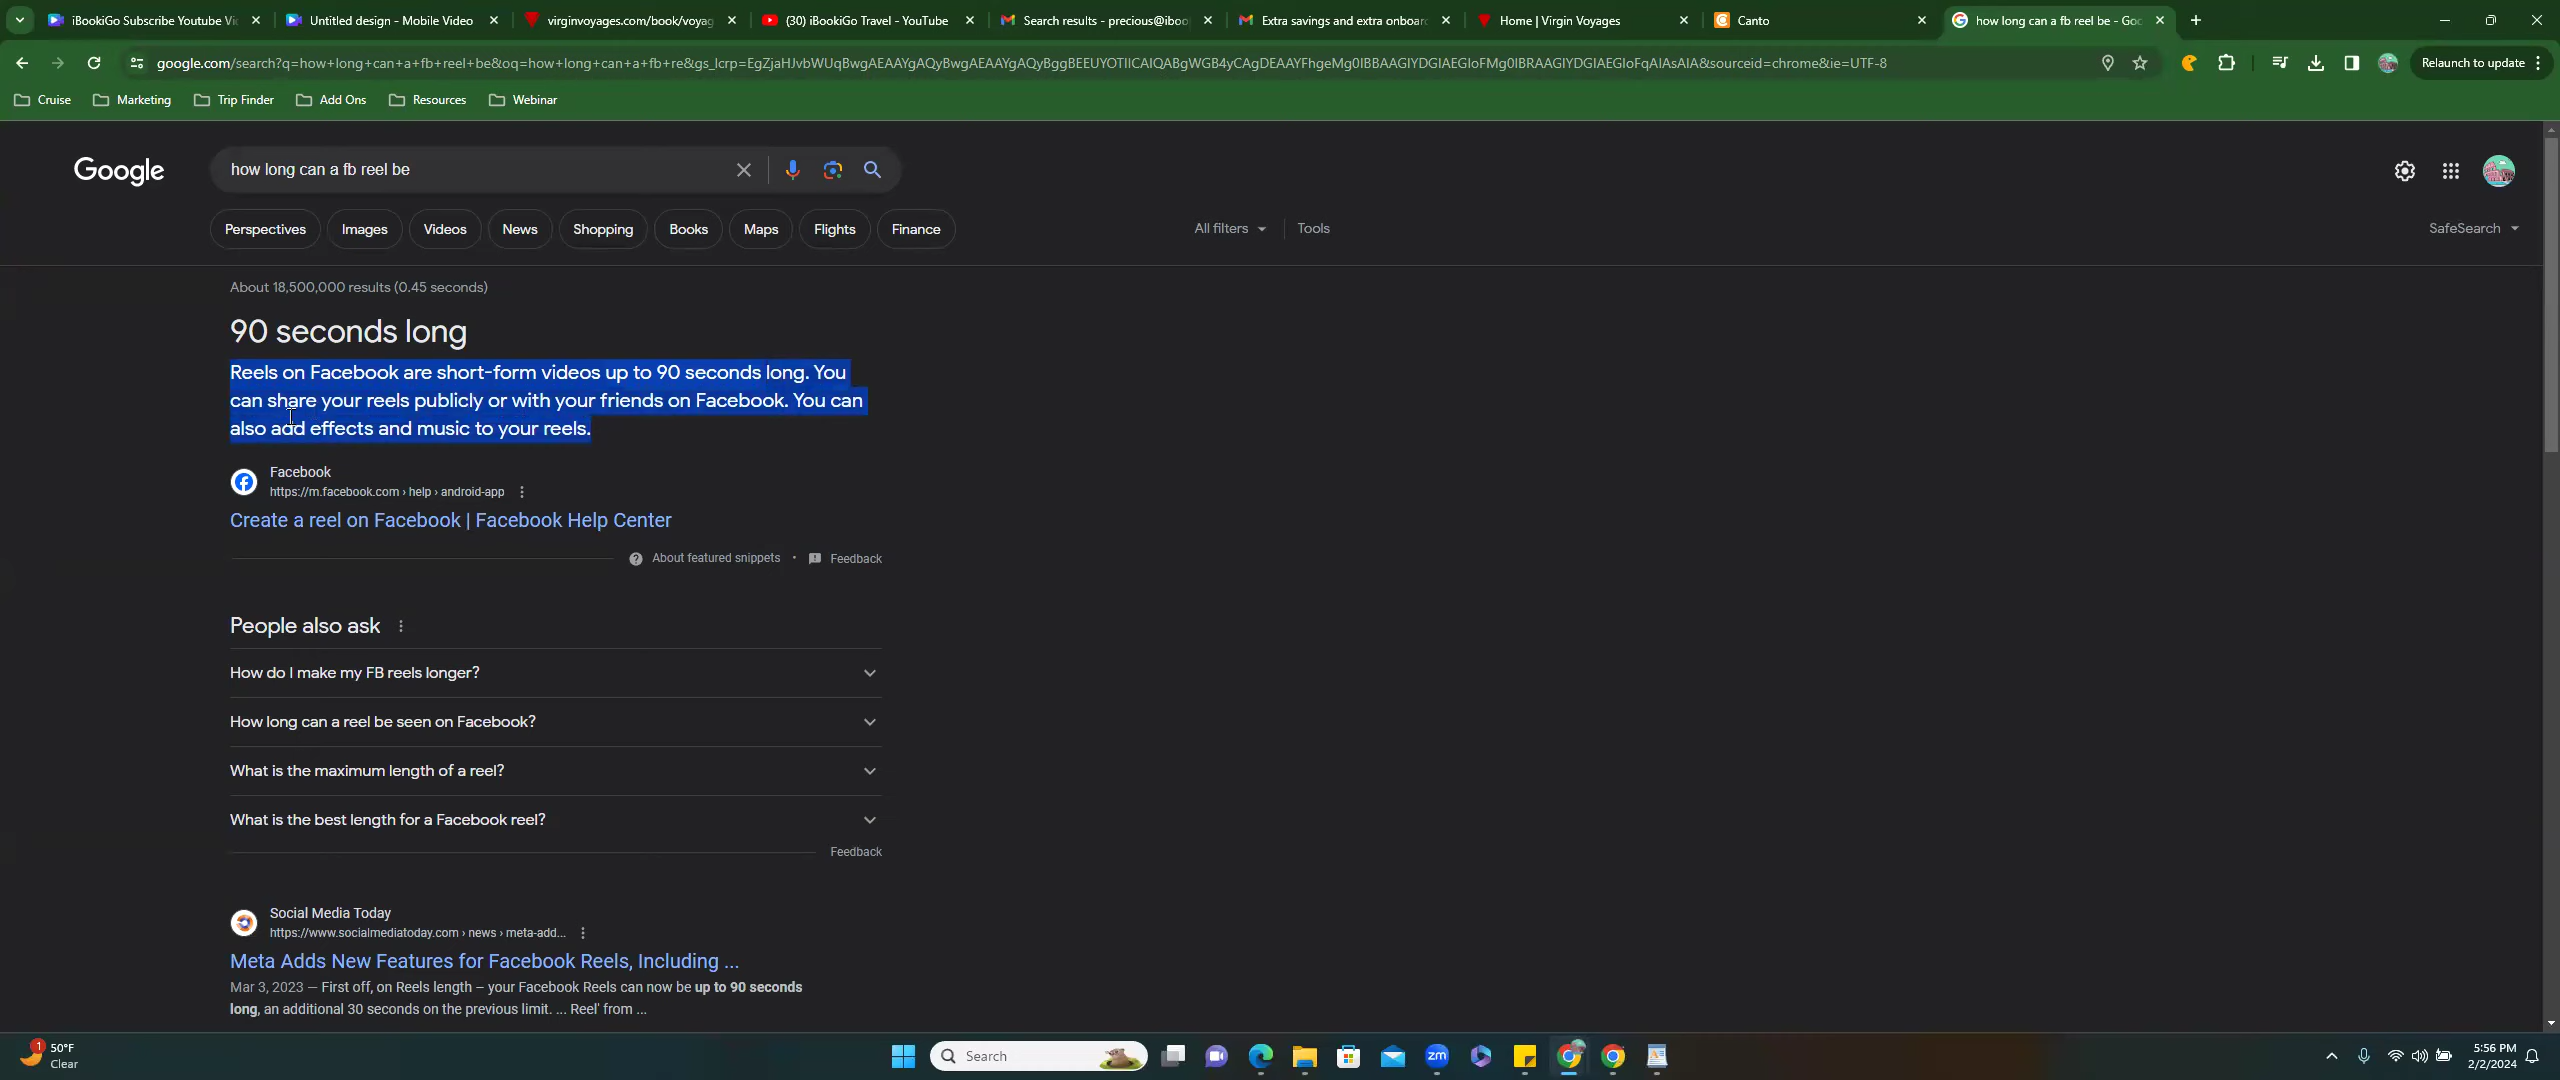 iBookiGo Subscribe Youtube Vi
Untitled design - Mobile Video
virginvoyages.com/book/voyag
(30) iBookiGo Travel - YouTube
Search results - precious@iboo
Extra savings and extra onboard
Home | Virgin Voyages
Canto
how long can a fb reel be - Goo
google.com/search?q=how+long+can+a+fb+reel+be&oq=how+long+can+a+fb+re&gs_lcrp=EgZjaHJvbWUqBwgAEAAYgAQyBwgAEAAYgAQyBggBEEUYOTIICAIQABgWGB4yCAgDEAAYFhgeMg0IBBAAGIYDGIAEGIoFMg0IBRAAGIYDGIAEGIoFqAIAsAIA&sourceid=chrome&ie=UTF-8
Relaunch to update
Cruise
Marketing
Trip Finder
Add Ons
Resources
Webinar
Google
how long can a fb reel be
Perspectives
Images
Videos
News
Shopping
Books
Maps
Flights
Finance
All filters
Tools
SafeSearch
About 18,500,000 results (0.45 seconds)
90 seconds long
Reels on Facebook are short-form videos up to 90 seconds long. You
can share your reels publicly or with your friends on Facebook. You can
also add effects and music to your reels.
Facebook
https://m.facebook.com › help › android-app
Create a reel on Facebook | Facebook Help Center
About featured snippets
•
Feedback
People also ask
How do I make my FB reels longer?
How long can a reel be seen on Facebook?
What is the maximum length of a reel?
What is the best length for a Facebook reel?
Feedback
Social Media Today
https://www.socialmediatoday.com › news › meta-add...
Meta Adds New Features for Facebook Reels, Including ...
Mar 3, 2023 — First off, on Reels length – your Facebook Reels can now be up to 90 seconds
long, an additional 30 seconds on the previous limit. ... Reel' from ...
1
50°F
Clear
Search
zm
5:56 PM
2/2/2024